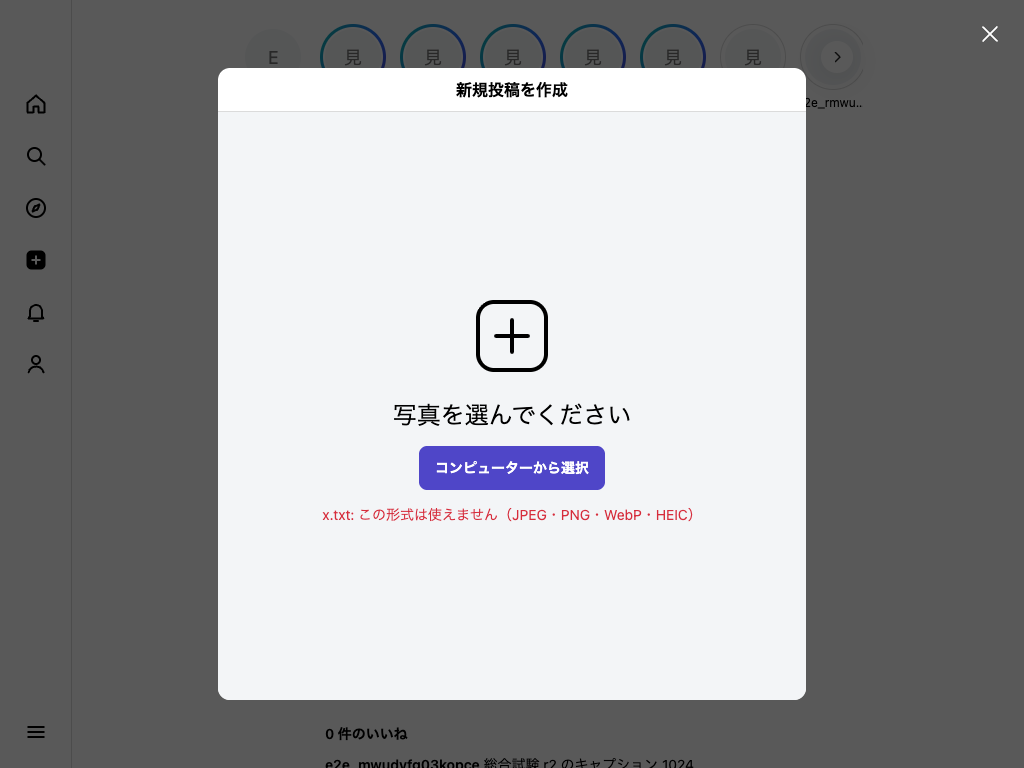 E 見 見 見 見 見 見
2e_rmwu..
新規投稿を作成
写真を選んでください
コンピューターから選択
x.txt: この形式は使えません（JPEG・PNG・WebP・HEIC）
0 件のいいね
e2e_mwudyfq03kopce 総合試験 r2 のキャプション 1024